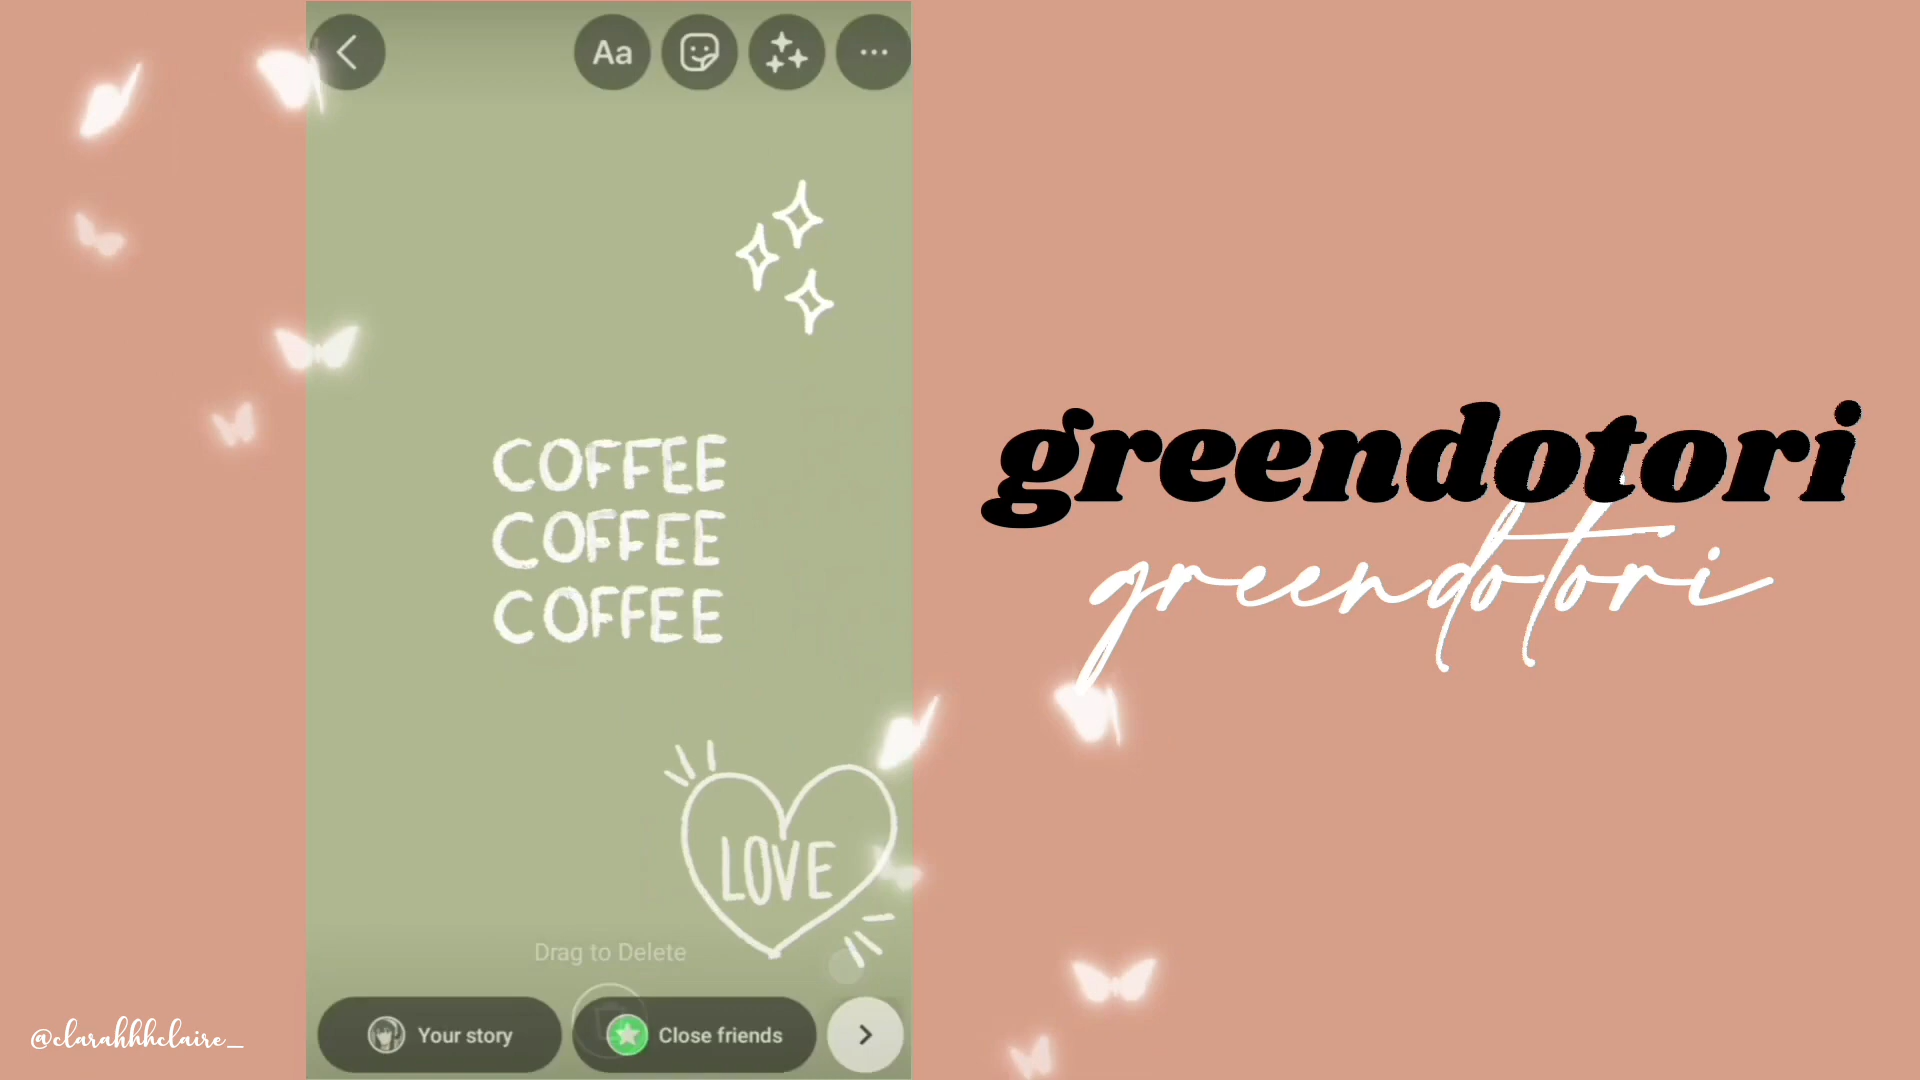 Aa
COFFEE
COFFEE
COFFEE
LOVE
Drag to Delete
Your story
Close friends
greendotori
greendotori
@clarahhhclaire_